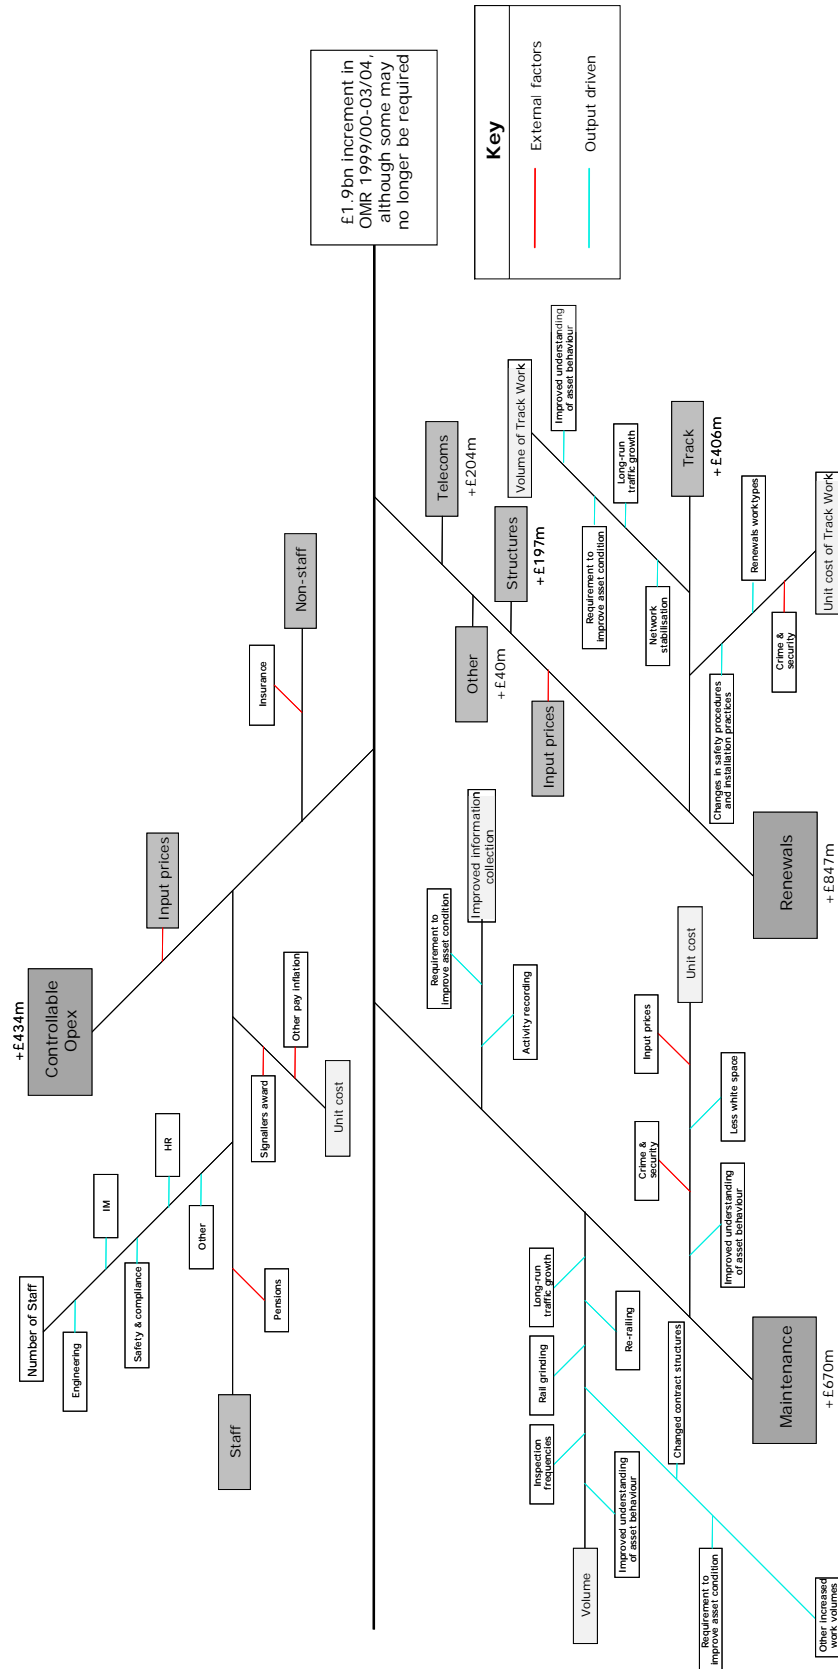 +£434m
Controllable
Opex
Input prices
Non-staff
Insurance
Number of Staff
Engineering
IM
Safety & compliance
HR
Other
Staff
Pensions
Signallers award
Other pay inflation
Unit cost
£1.9bn increment in
OMR 1999/00-03/04,
although some may
no longer be required
Key
External factors
Output driven
Maintenance
+£670m
Volume
Inspection
frequencies
Rail grinding
Long-run
traffic growth
Improved understanding
of asset behaviour
Re-railing
Changed contract structures
Requirement to
improve asset condition
Other increased
work volumes
Unit cost
Crime &
security
Input prices
Improved understanding
of asset behaviour
Less white space
Improved information
collection
Requirement to
improve asset condition
Activity recording
Renewals
+£847m
Telecoms
+£204m
Other
+£40m
Structures
+£197m
Input prices
Track
+£406m
Volume of Track Work
Improved understanding
of asset behaviour
Requirement to
improve asset condition
Long-run
traffic growth
Network
stabilisation
Changes in safety procedures
and installation practices
Renewals worktypes
Crime &
security
Unit cost of Track Work